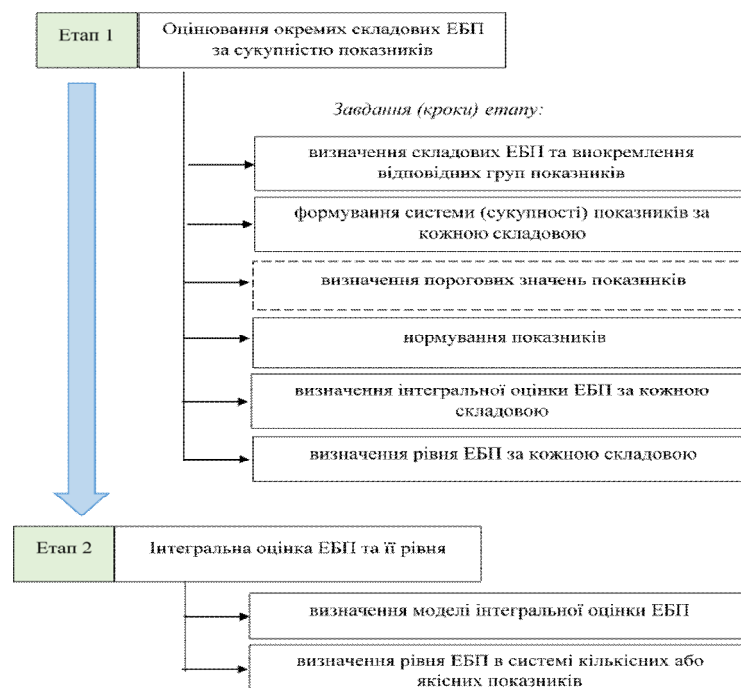 Етап 1
Оцінювання окремих складових ЕБП
за сукупністю показників
Завдання (кроки) етапу:
визначення складових ЕБП та виокремлення
відповідних груп показників
формування системи (сукупності) показників за
кожною складовою
визначення порогових значень показників
нормування показників
визначення інтегральної оцінки ЕБП за кожною
складовою
визначення рівня ЕБП за кожною складовою
Етап 2
Інтегральна оцінка ЕБП та її рівня
визначення моделі інтегральної оцінки ЕБП
визначення рівня ЕБП в системі кількісних або
якісних показників